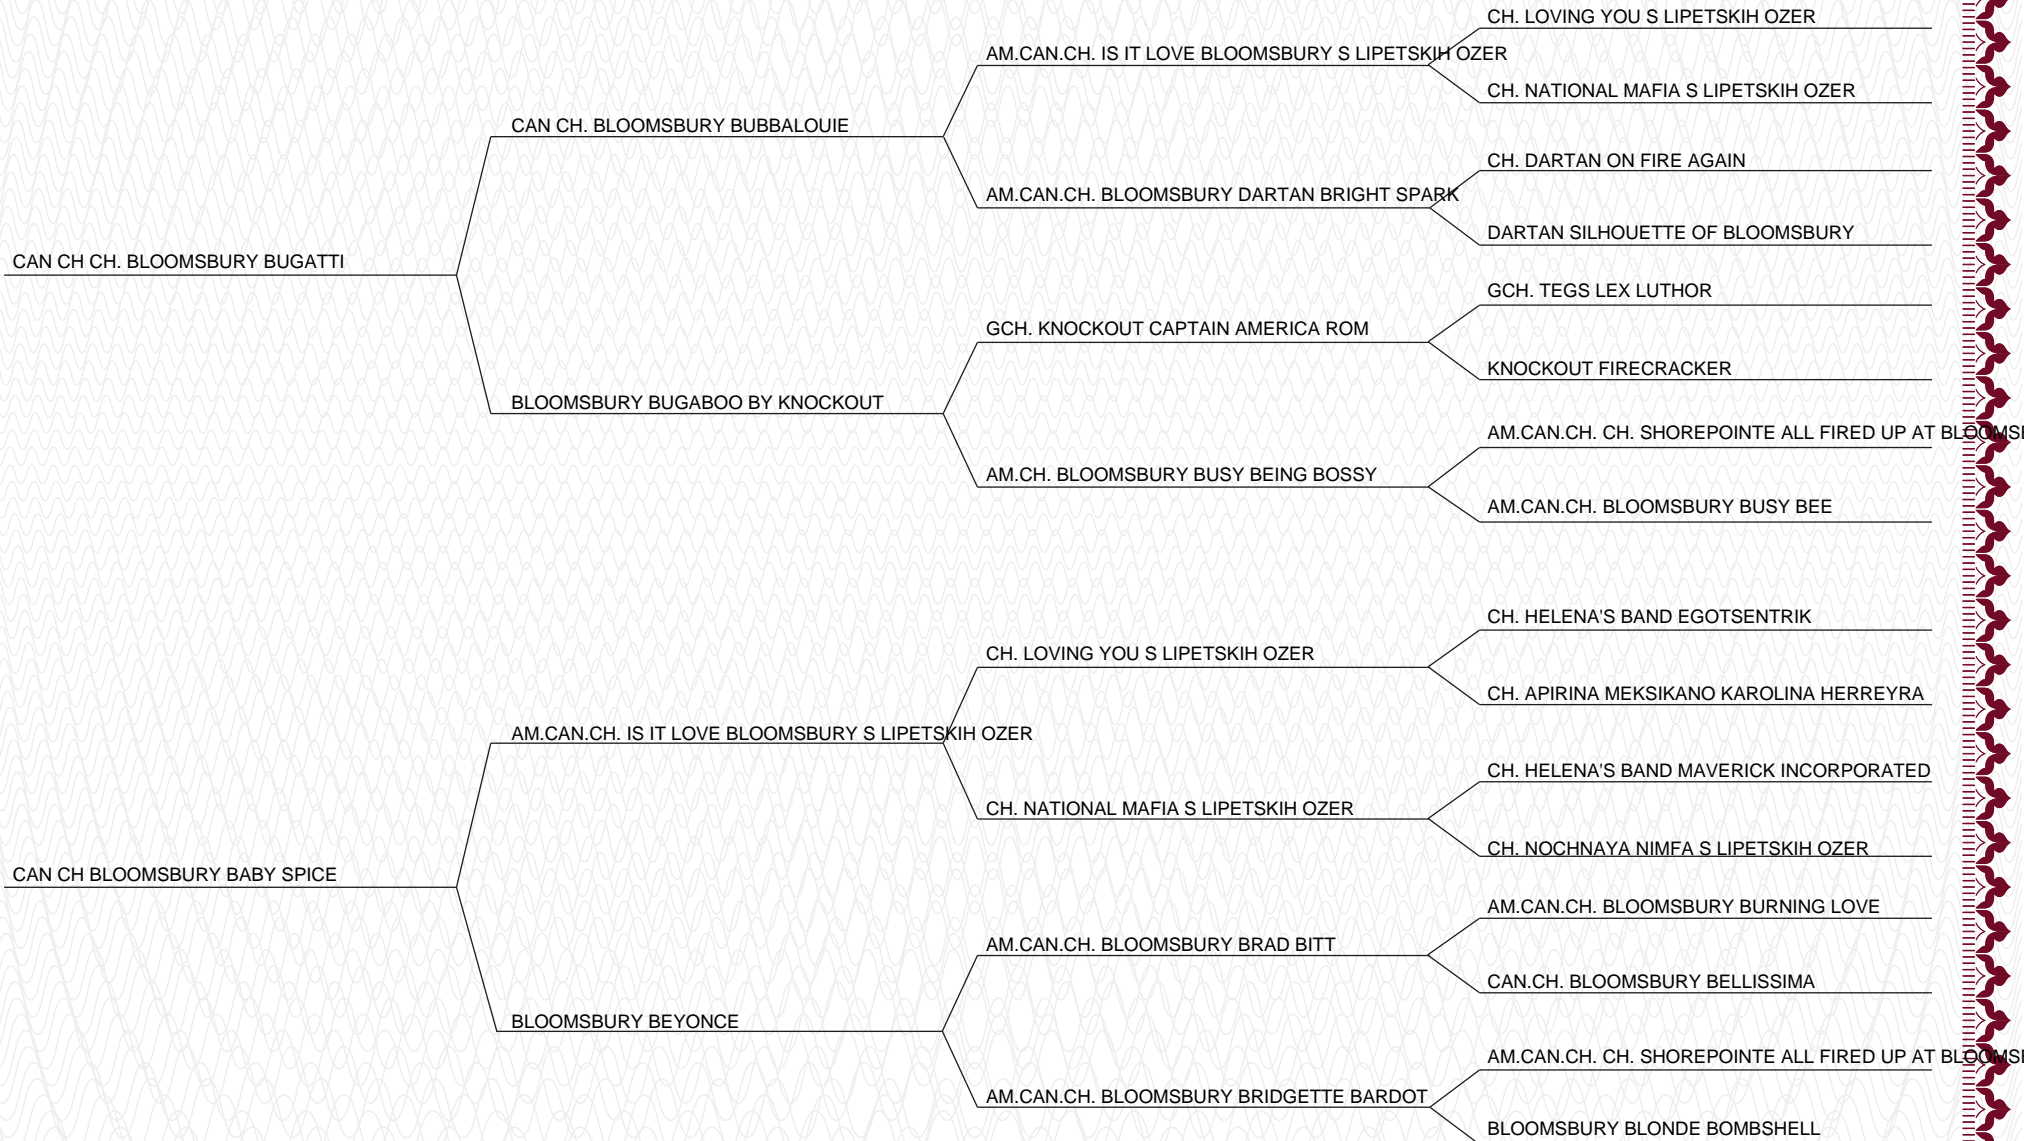 CH. LOVING YOU S LIPETSKIH OZER
AM.CAN.CH. IS IT LOVE BLOOMSBURY S LIPETSKIH OZER
CH. NATIONAL MAFIA S LIPETSKIH OZER
CAN CH. BLOOMSBURY BUBBALOUIE
CH. DARTAN ON FIRE AGAIN
AM.CAN.CH. BLOOMSBURY DARTAN BRIGHT SPARK
DARTAN SILHOUETTE OF BLOOMSBURY
CAN CH CH. BLOOMSBURY BUGATTI
GCH. TEGS LEX LUTHOR
GCH. KNOCKOUT CAPTAIN AMERICA ROM
KNOCKOUT FIRECRACKER
BLOOMSBURY BUGABOO BY KNOCKOUT
AM.CAN.CH. CH. SHOREPOINTE ALL FIRED UP AT
AM.CH. BLOOMSBURY BUSY BEING BOSSY
AM.CAN.CH. BLOOMSBURY BUSY BEE
CH. HELENA'S BAND EGOTSENTRIK
CH. LOVING YOU S LIPETSKIH OZER
CH. APIRINA MEKSIKANO KAROLINA HERREYRA
AM.CAN.CH. IS IT LOVE BLOOMSBURY S LIPETSKIH OZER
CH. HELENA'S BAND MAVERICK INCORPORATED
CH. NATIONAL MAFIA S LIPETSKIH OZER
CH. NOCHNAYA NIMFA S LIPETSKIH OZER
CAN CH BLOOMSBURY BABY SPICE
AM.CAN.CH. BLOOMSBURY BURNING LOVE
AM.CAN.CH. BLOOMSBURY BRAD BITT
CAN.CH. BLOOMSBURY BELLISSIMA
BLOOMSBURY BEYONCE
AM.CAN.CH. CH. SHOREPOINTE ALL FIRED UP AT
AM.CAN.CH. BLOOMSBURY BRIDGETTE BARDOT
BLOOMSBURY BLONDE BOMBSHELL